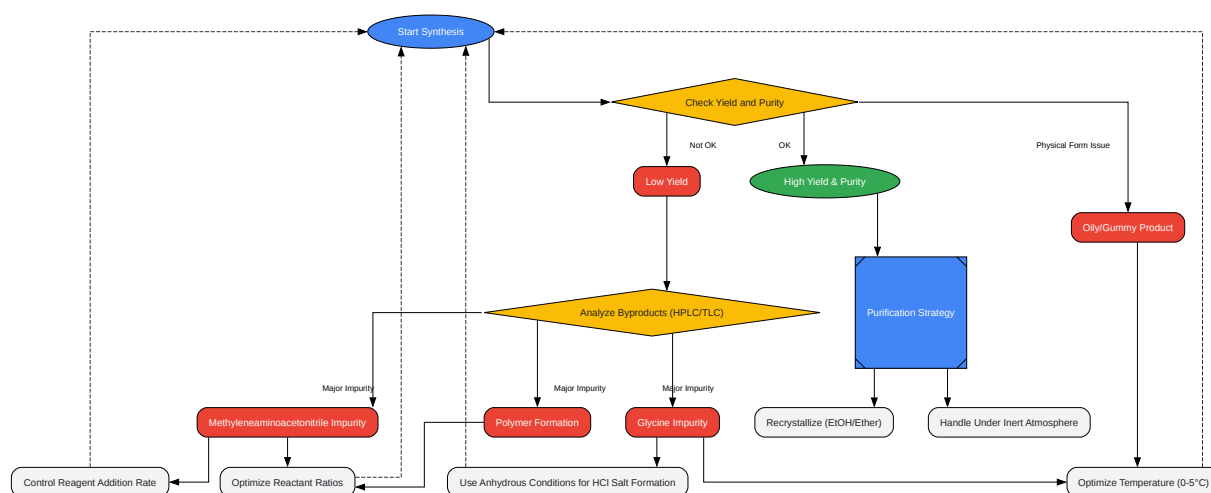 Start Synthesis
Check Yield and Purity
Not OK
OK
Physical Form Issue
Low Yield
High Yield & Purity
Oily/Gummy Product
Analyze Byproducts (HPLC/TLC)
Purification Strategy
Major Impurity
Major Impurity
Major Impurity
Methyleneaminoacetonitrile Impurity
Polymer Formation
Glycine Impurity
Recrystallize (EtOH/Ether)
Handle Under Inert Atmosphere
Control Reagent Addition Rate
Optimize Reactant Ratios
Use Anhydrous Conditions for HCl Salt Formation
Optimize Temperature (0-5°C)